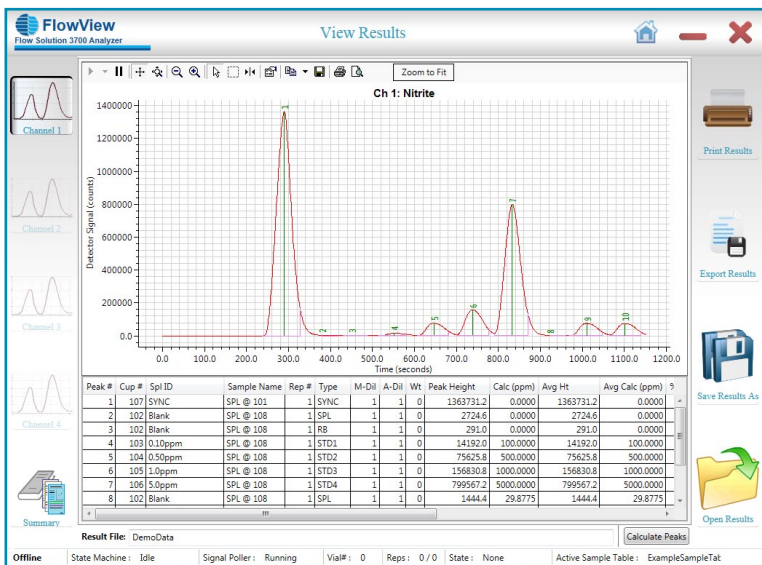 FlowView
Flow Solution 3700 Analyzer
View Results
Zoom to Fit
Ch 1: Nitrite
Channel 1
Channel 2
Channel 3
Channel 4
Summary
Detector Signal (counts)
1400000
1200000
1000000
800000
600000
400000
200000
0.0
1 2 3 4 5 6 7 8 9 10
0.0 100.0 200.0 300.0 400.0 500.0 600.0 700.0 800.0 900.0 1000.0 1100.0 1200.0
Time (seconds)
Print Results
Export Results
Save Results As
Open Results
Peak # Cup # Spl ID Sample Name Rep # Type M-Dil A-Dil Wt Peak Height Calc (ppm) Avg Ht Avg Calc (ppm) %
1 107 SYNC SPL @ 101 1 SYNC 1 1 0 1363731.2 0.0000 1363731.2 0.0000
2 102 Blank SPL @ 108 1 SPL 1 1 0 2724.6 0.0000 2724.6 0.0000
3 102 Blank SPL @ 108 1 RB 1 1 0 291.0 0.0000 291.0 0.0000
4 103 0.10ppm SPL @ 108 1 STD1 1 1 0 14192.0 100.0000 14192.0 100.0000
5 104 0.50ppm SPL @ 108 1 STD2 1 1 0 75625.8 500.0000 75625.8 500.0000
6 105 1.0ppm SPL @ 108 1 STD3 1 1 0 156830.8 1000.0000 156830.8 1000.0000
7 106 5.0ppm SPL @ 108 1 STD4 1 1 0 799567.2 5000.0000 799567.2 5000.0000
8 102 Blank SPL @ 108 1 SPL 1 1 0 1444.4 29.8775 1444.4 29.8775
Result File: DemoData
Calculate Peaks
Offline State Machine : Idle Signal Poller : Running Vial# : 0 Reps : 0 / 0 State : None Active Sample Table : ExampleSampleTab